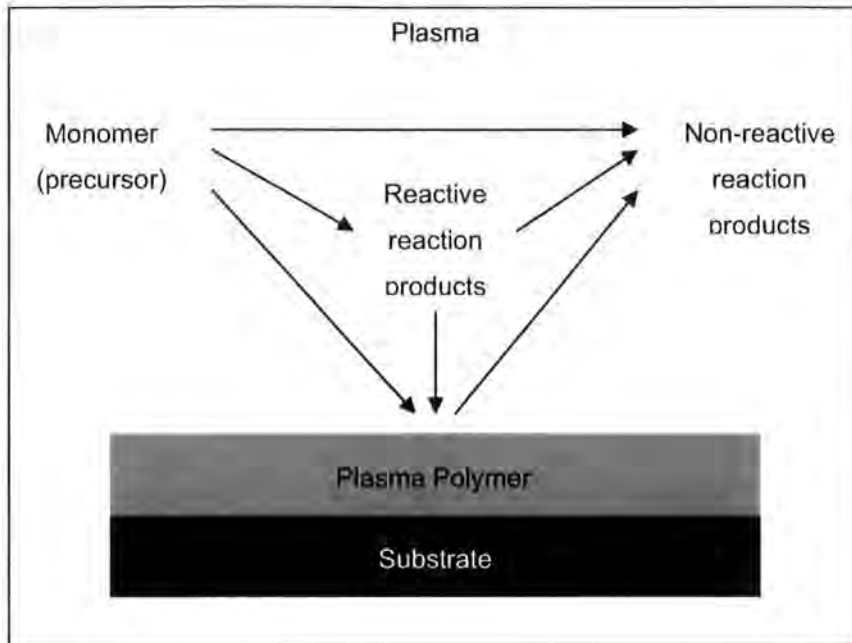 Plasma
Monomer
(precursor)
Reactive
reaction
products
Non-reactive
reaction
products
Plasma Polymer
Substrate